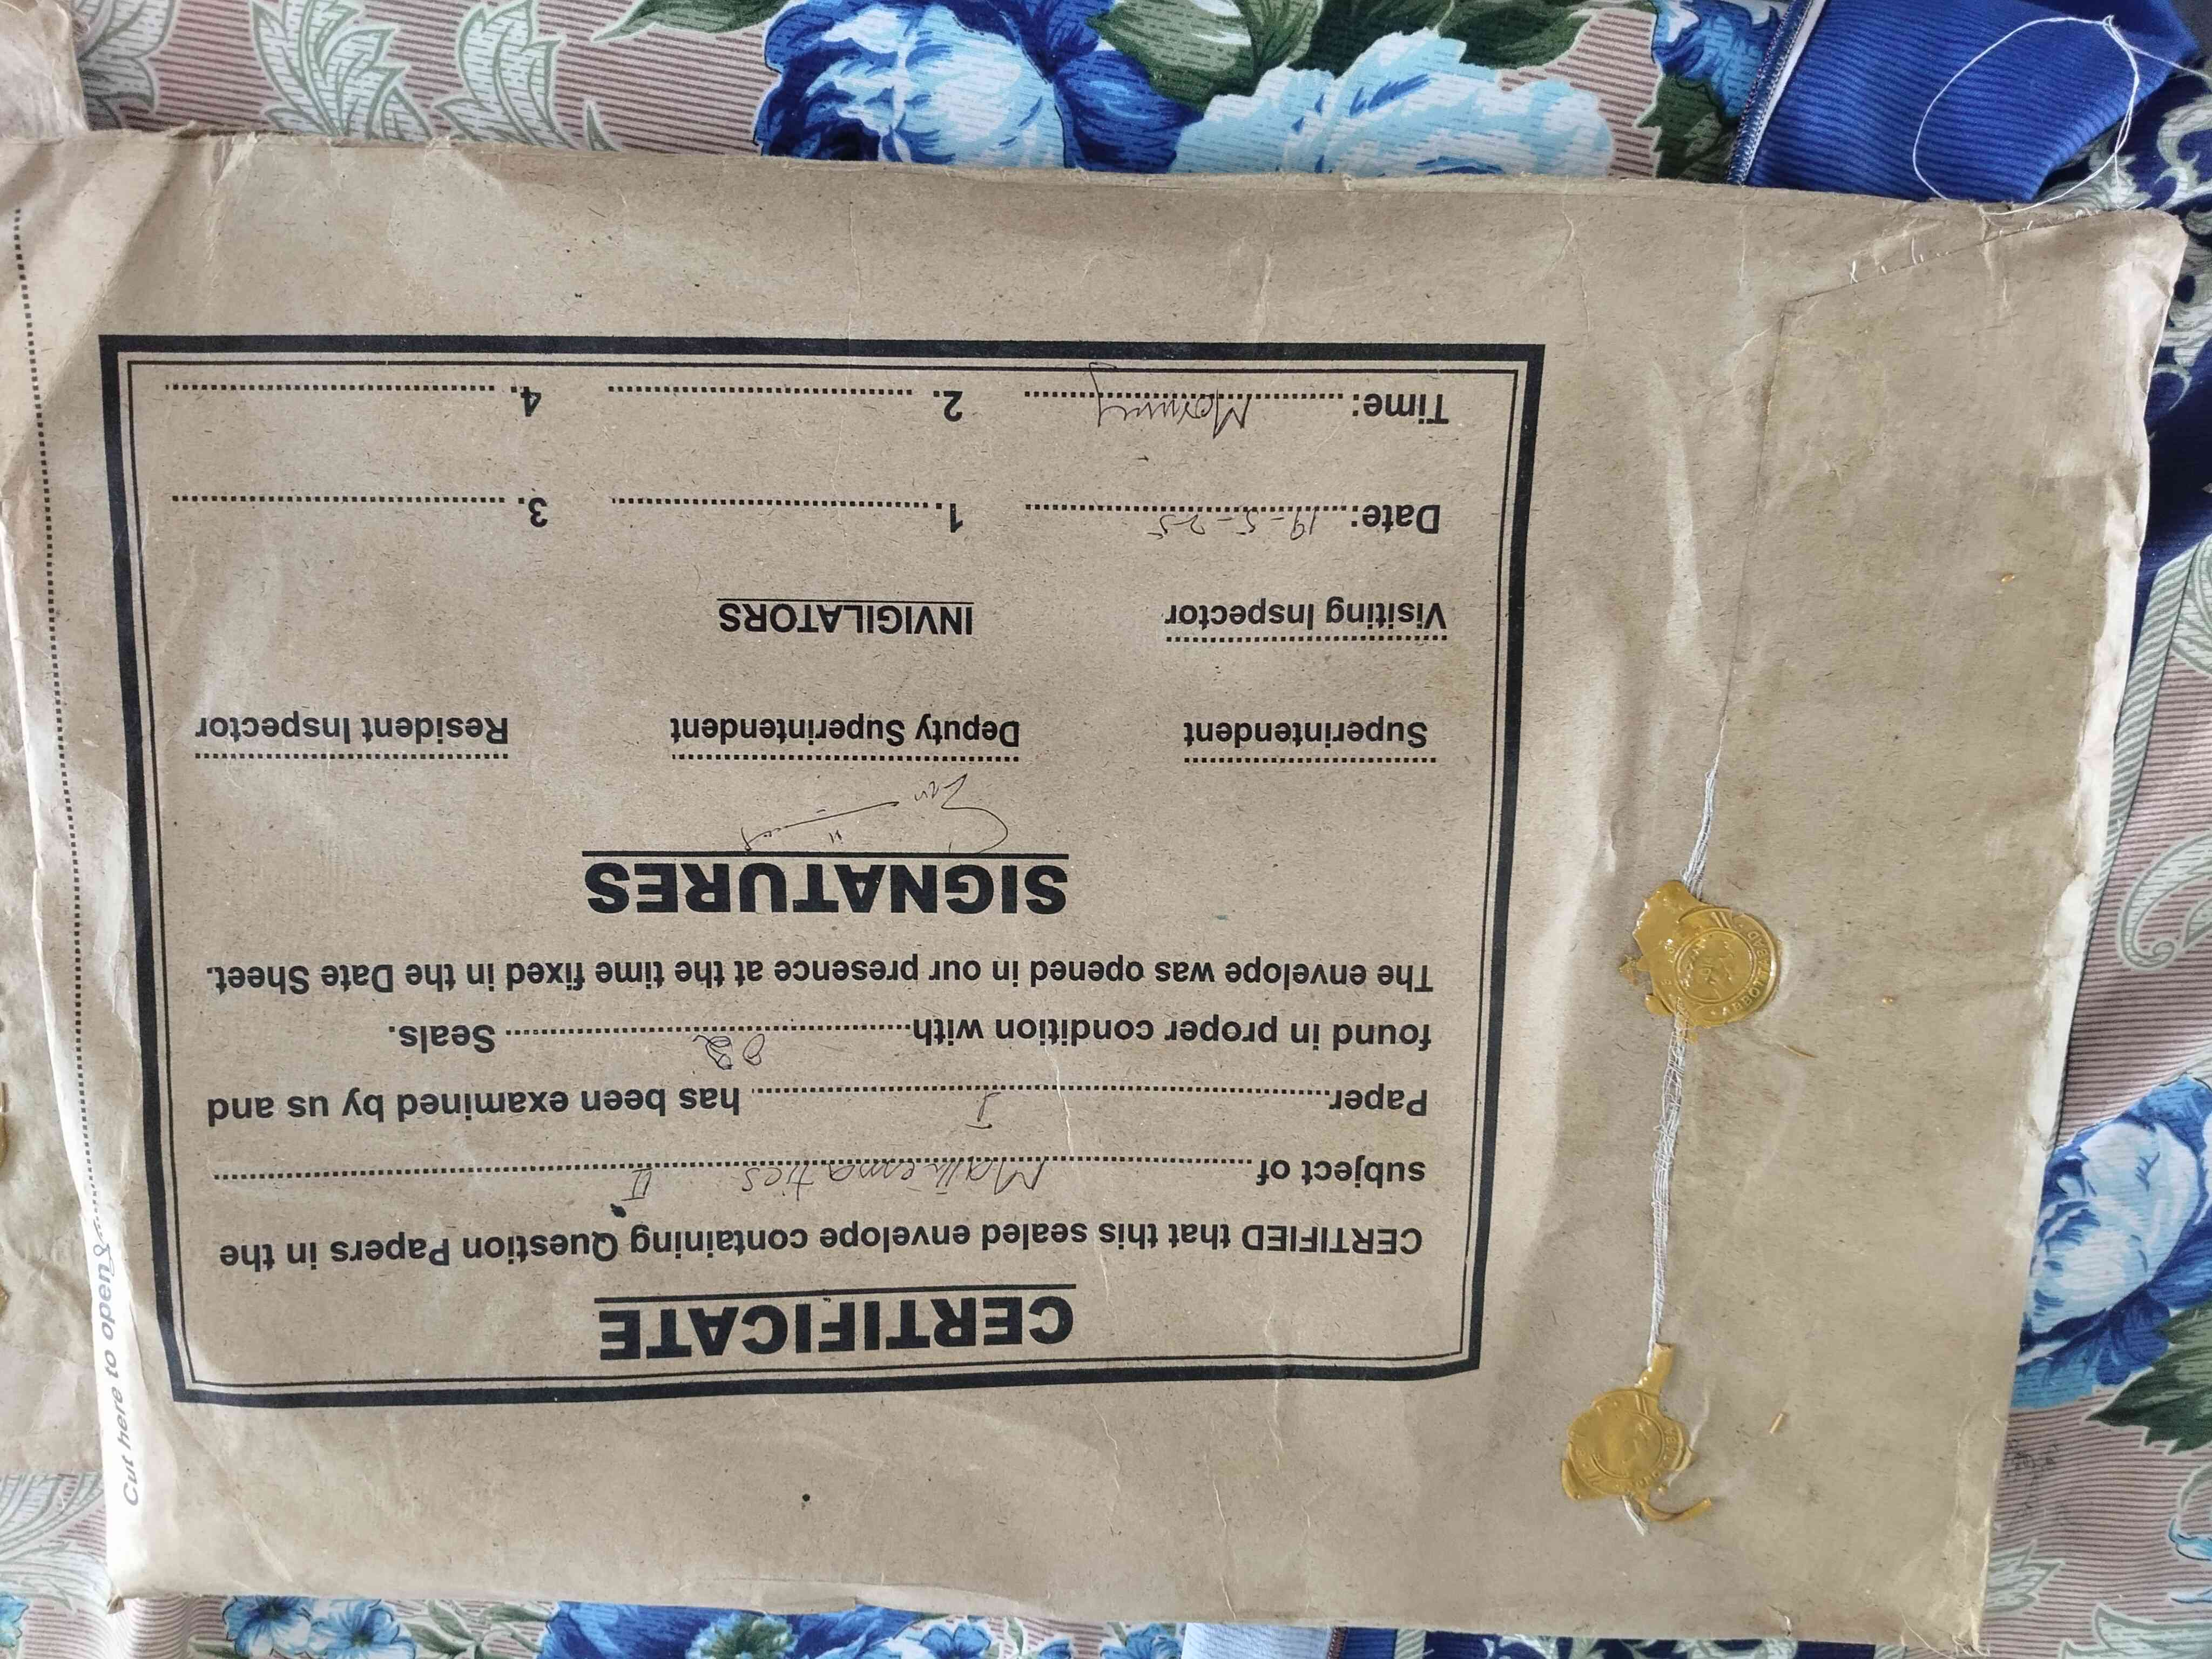 CERTIFICATE
CERTIFIED that this sealed envelope containing Question Papers in the
subject of Mathematics II
Paper I has been examined by us and
found in proper condition with 02 Seals.
The envelope was opened in our presence at the time fixed in the Date Sheet.
SIGNATURES
Superintendent Deputy Superintendent Resident Inspector
Visiting Inspector INVIGILATORS
Date: 19-5-25 1. 3.
Time: Morning 2. 4.
Cut here to open
ABBOTTABAD